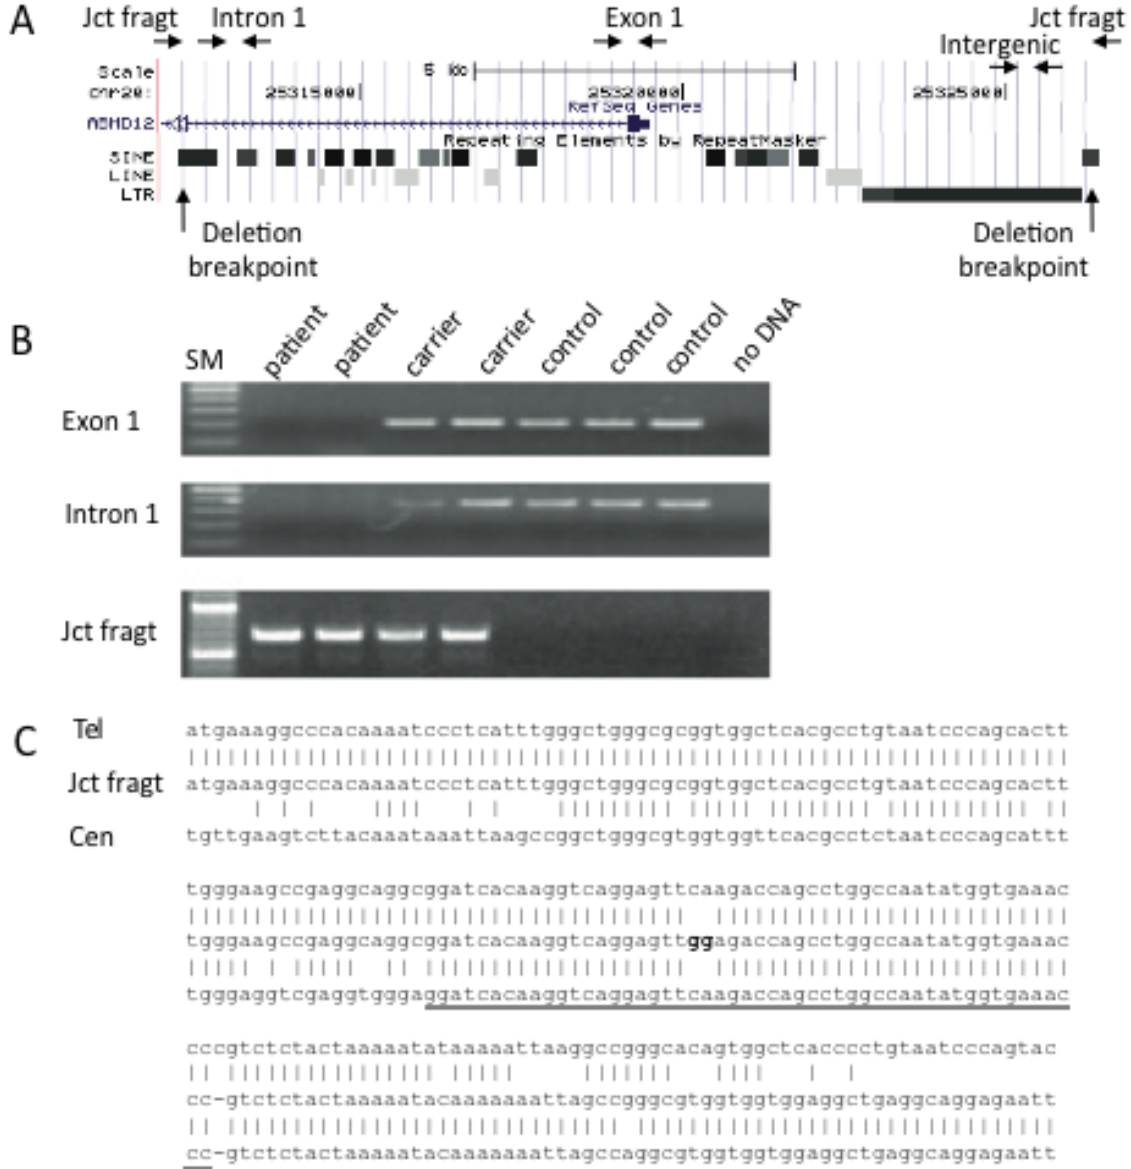 A
Jct fragt Intron 1 Exon 1 Jct fragt
Intergenic
Scale 5 kb
chr20: 25315000 25320000 25325000
RefSeq Genes
ABHD12
Repeating Elements by RepeatMasker
SINE
LINE
LTR
Deletion breakpoint
Deletion breakpoint
B
SM patient patient carrier carrier control control control no DNA
Exon 1
Intron 1
Jct fragt
C
Tel atgaaaggcccacaaaatccctcatttgggctgggcgcggtggctcacgcctgtaatcccagcactt
Jct fragt atgaaaggcccacaaaatccctcatttgggctgggcgcggtggctcacgcctgtaatcccagcactt
Cen tgttgaagtcttacaaataaattaagccggctgggcgtggtggttcacgcctctaatcccagcattt
tgggaagccgaggcaggcggatcacaaggtcaggagttcaagaccagcctggccaatatggtgaaac
tgggaagccgaggcaggcggatcacaaggtcaggagttggagaccagcctggccaatatggtgaaac
tgggaggtcgaggtgggaggatcacaaggtcaggagttcaagaccagcctggccaatatggtgaaac
cccgtctctactaaaaatataaaaattaaggccgggcacagtggctcacccctgtaatcccagtac
cc-gtctctactaaaaatacaaaaaaattagccgggcgtggtggtggaggctgaggcaggagaatt
cc-gtctctactaaaaatacaaaaaaattagccaggcgtggtggtggaggctgaggcaggagaatt